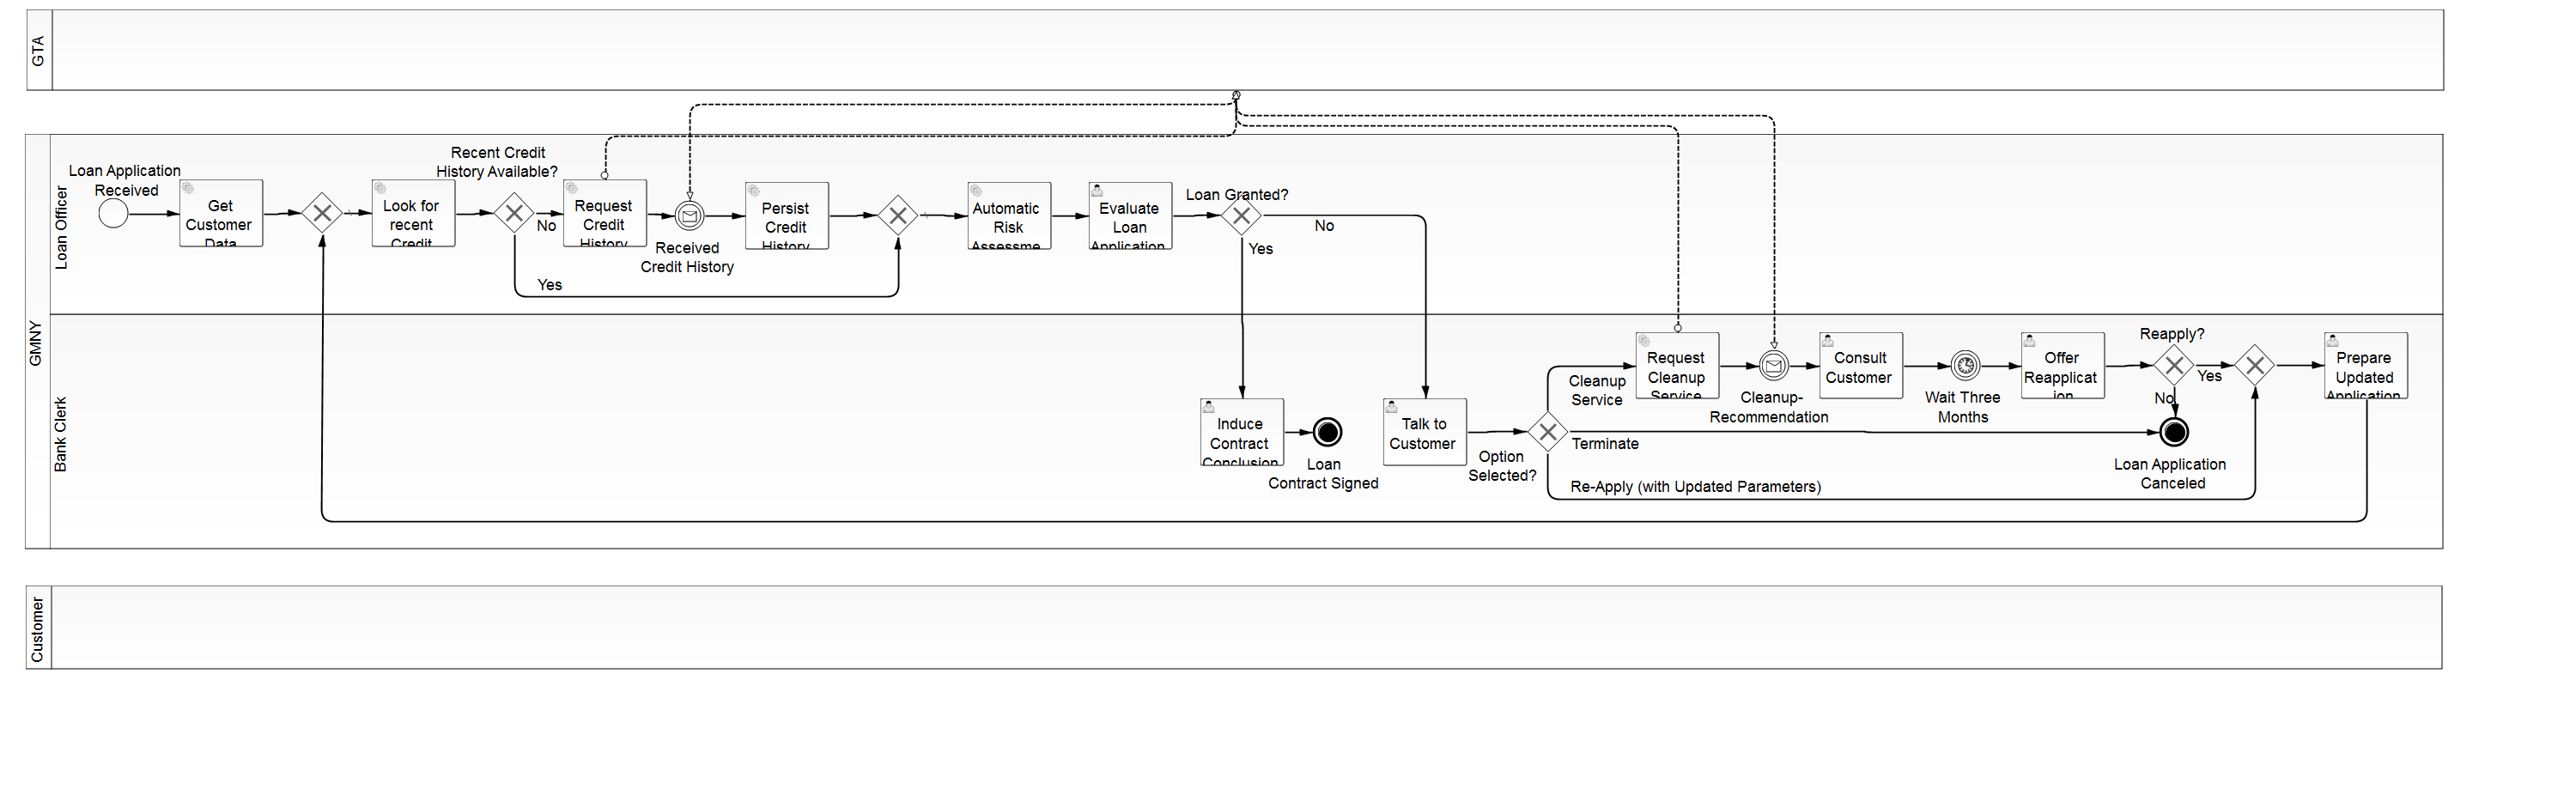 GTA
GMNY
Loan Officer
Loan Application
Received
Get
Customer
Data
Look for
recent
Credit
Recent Credit
History Available?
No
Yes
Request
Credit
History
Received
Credit History
Persist
Credit
History
Automatic
Risk
Assessme
Evaluate
Loan
Application
Loan Granted?
No
Yes
Bank Clerk
Induce
Contract
Conclusion
Loan
Contract Signed
Talk to
Customer
Option
Selected?
Cleanup
Service
Terminate
Re-Apply (with Updated Parameters)
Request
Cleanup
Service
Cleanup-
Recommendation
Consult
Customer
Wait Three
Months
Offer
Reapplicat
ion
Reapply?
Yes
No
Loan Application
Canceled
Prepare
Updated
Application
Customer